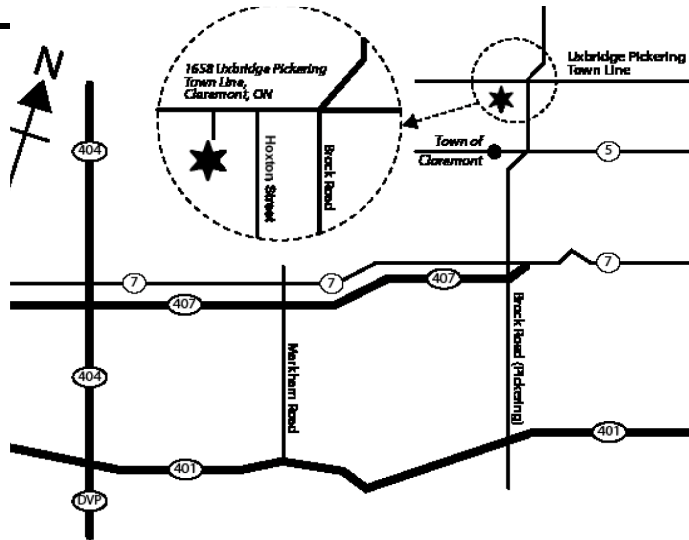 N
1658 Uxbridge Pickering
Town Line,
Claremont, ON
Hoxton Street
Brock Road
Uxbridge Pickering
Town Line
Town of
Claremont
5
404
7
7
7
407
407
Markham Road
Brock Road (Pickering)
404
401
401
DVP